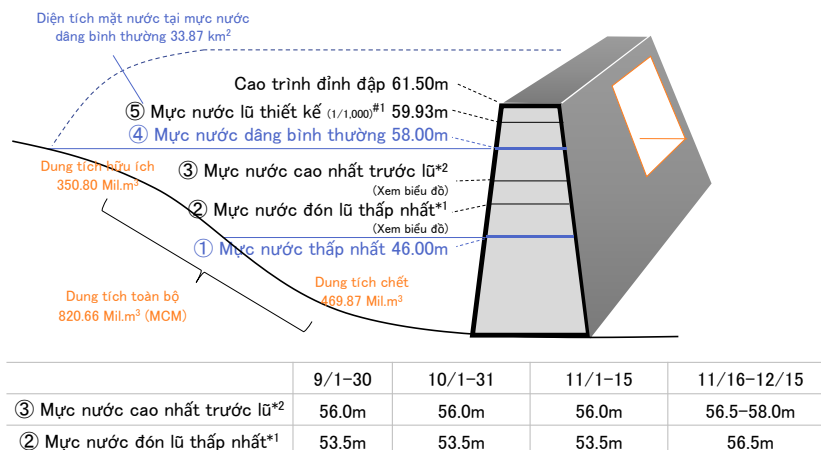 Diện tích mặt nước tại mực nước
dâng bình thường 33.87 km²
Cao trình đỉnh đập 61.50m
⑤ Mực nước lũ thiết kế (1/1,000)#1 59.93m
④ Mực nước dâng bình thường 58.00m
Dung tích hữu ích
350.80 Mil.m³
③ Mực nước cao nhất trước lũ*2
(Xem biểu đồ)
② Mực nước đón lũ thấp nhất*1
(Xem biểu đồ)
① Mực nước thấp nhất 46.00m
Dung tích chết
469.87 Mil.m³
Dung tích toàn bộ
820.66 Mil.m³ (MCM)
9/1-30 10/1-31 11/1-15 11/16-12/15
③ Mực nước cao nhất trước lũ*2 56.0m 56.0m 56.0m 56.5-58.0m
② Mực nước đón lũ thấp nhất*1 53.5m 53.5m 53.5m 56.5m